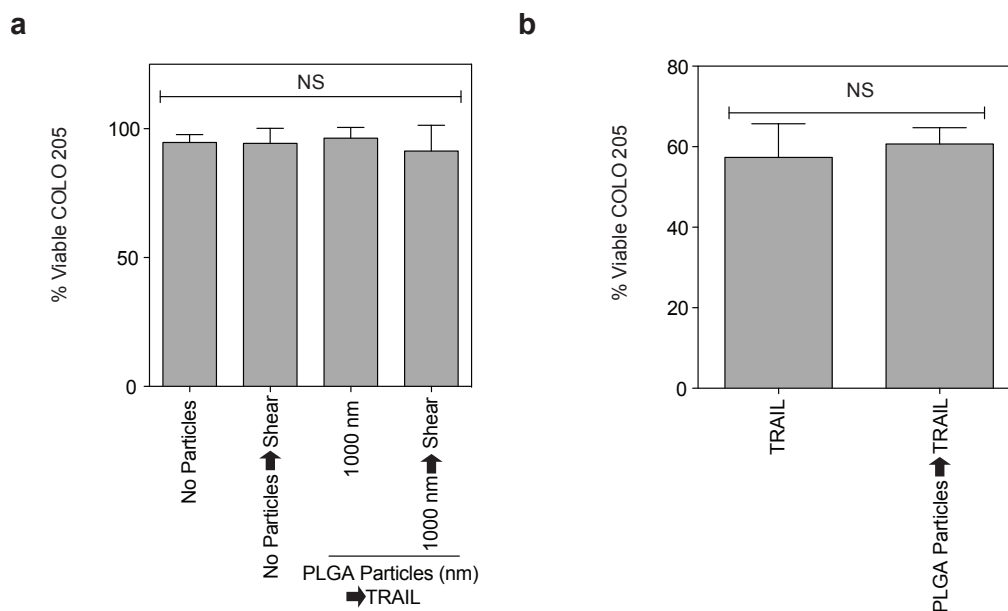 a
NS
% Viable COLO 205
100
50
0
No Particles
No Particles ➡ Shear
1000 nm
1000 nm ➡ Shear
PLGA Particles (nm)
➡ TRAIL
b
NS
% Viable COLO 205
80
60
40
20
0
TRAIL
PLGA Particles ➡ TRAIL